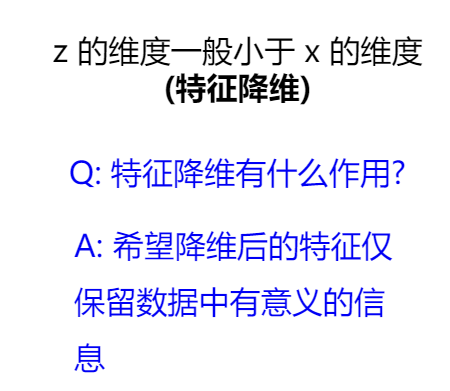 z 的维度一般小于 x 的维度
(特征降维)
Q: 特征降维有什么作用?
A: 希望降维后的特征仅
保留数据中有意义的信
息